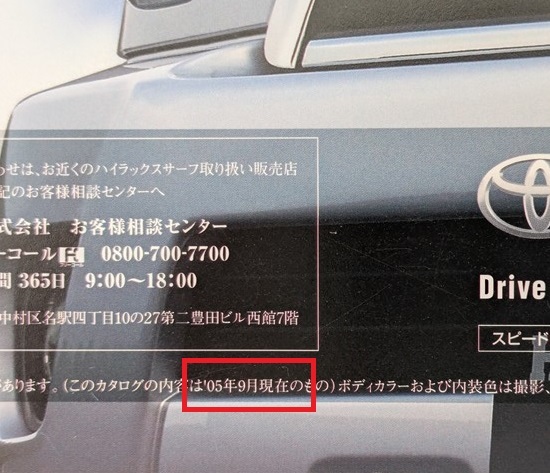 わせは、お近くのハイラックスサーフ取り扱い販売店
記のお客様相談センターへ
式会社 お客様相談センター
ーコール 0800-700-7700
間 365日 9:00〜18:00
中村区名駅四丁目10の27第二豊田ビル西館7階
Drive
スピード
があります。(このカタログの内容は'05年9月現在のもの)ボディカラーおよび内装色は撮影、